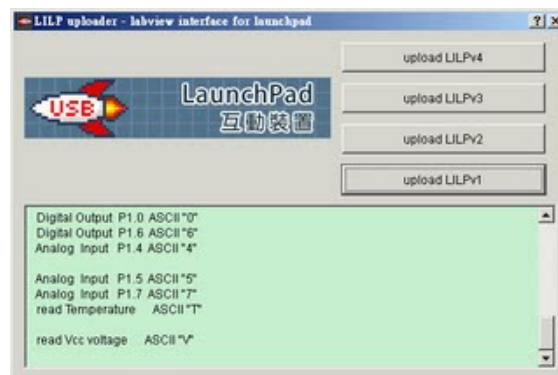 LILP uploader - labview interface for launchpad
upload LILPv4
USB
LaunchPad
互動裝置
upload LILPv3
upload LILPv2
upload LILPv1
Digital Output P1.0 ASCII "0"
Digital Output P1.6 ASCII "6"
Analog Input P1.4 ASCII "4"
Analog Input P1.5 ASCII "5"
Analog Input P1.7 ASCII "7"
read Temperature ASCII "T"
read Vcc voltage ASCII "V"